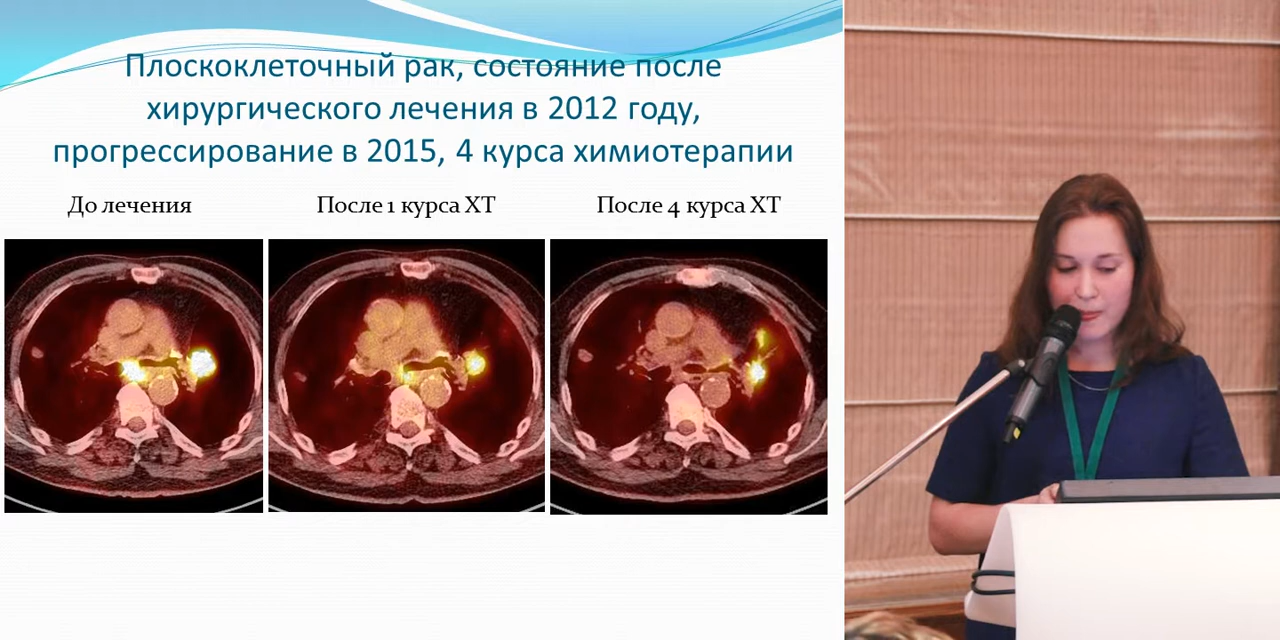 Плоскоклеточный рак, состояние после
хирургического лечения в 2012 году,
прогрессирование в 2015, 4 курса химиотерапии
До лечения
После 1 курса ХТ
После 4 курса ХТ